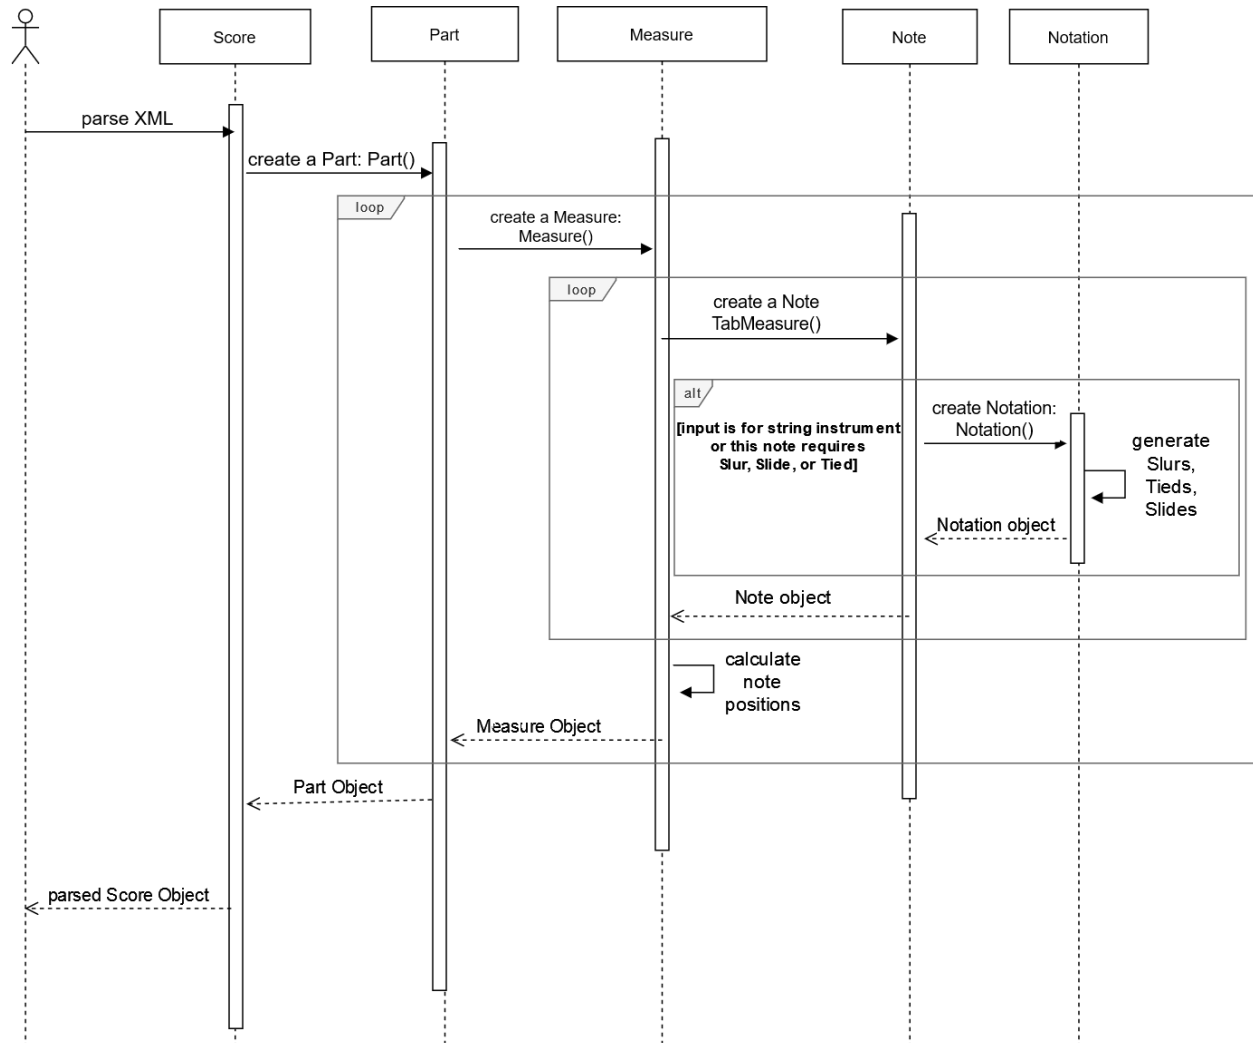 Score
Part
Measure
Note
Notation
parse XML
create a Part: Part()
loop
create a Measure:
Measure()
loop
create a Note
TabMeasure()
alt
[input is for string instrument
or this note requires
Slur, Slide, or Tied]
create Notation:
Notation()
generate
Slurs,
Tieds,
Slides
Notation object
Note object
calculate
note
positions
Measure Object
Part Object
parsed Score Object